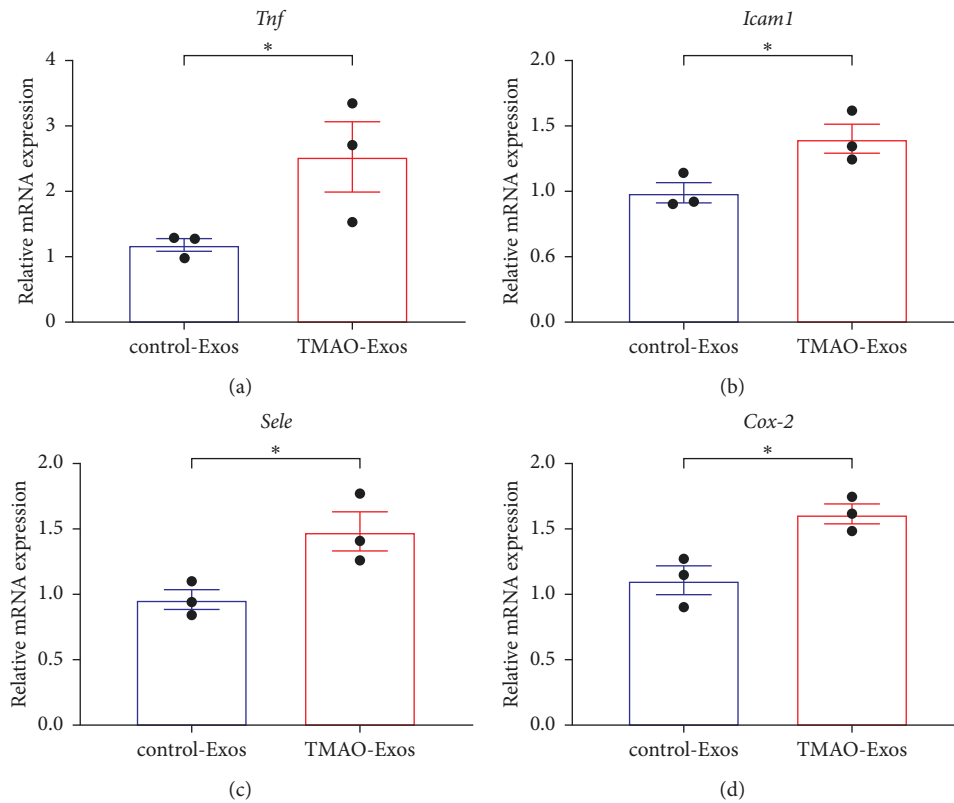 Tnf
*
Relative mRNA expression
4
3
2
1
0
control-Exos TMAO-Exos
(a)
Icam1
*
Relative mRNA expression
2.0
1.5
1.0
0.6
0.0
control-Exos TMAO-Exos
(b)
Sele
*
Relative mRNA expression
2.0
1.5
1.0
0.5
0.0
control-Exos TMAO-Exos
(c)
Cox-2
*
Relative mRNA expression
2.0
1.5
1.0
0.5
0.0
control-Exos TMAO-Exos
(d)